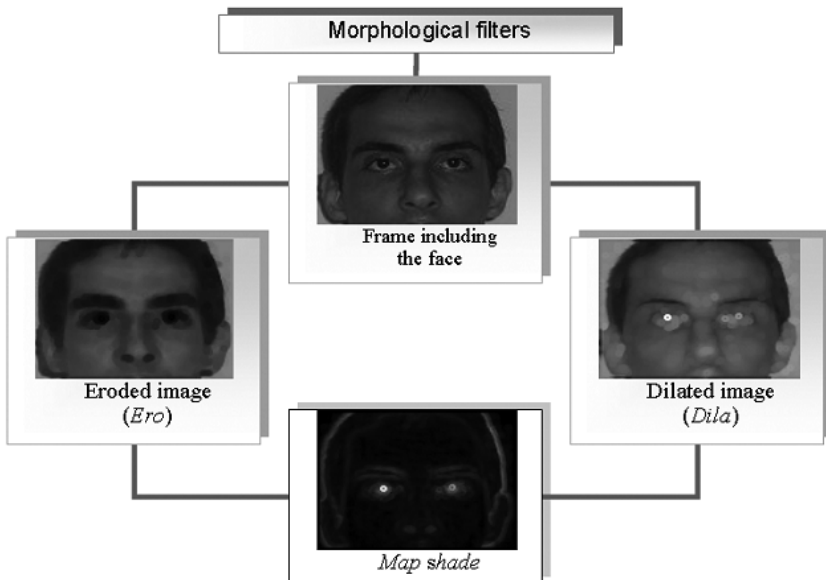 Morphological filters
Frame including
the face
Eroded image
(Ero)
Dilated image
(Dila)
Map shade